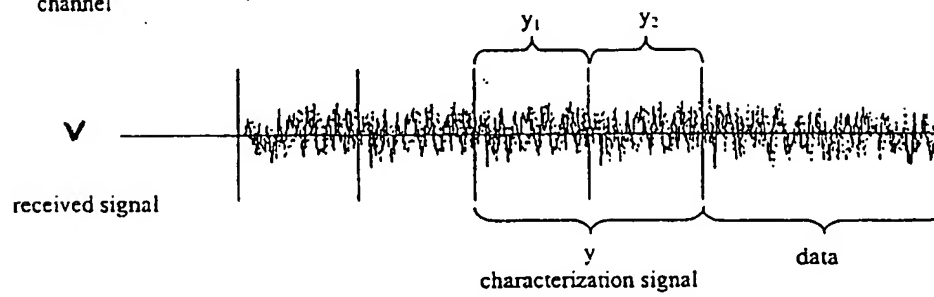 channel
y₁ y₂
v
received signal
y data
characterization signal